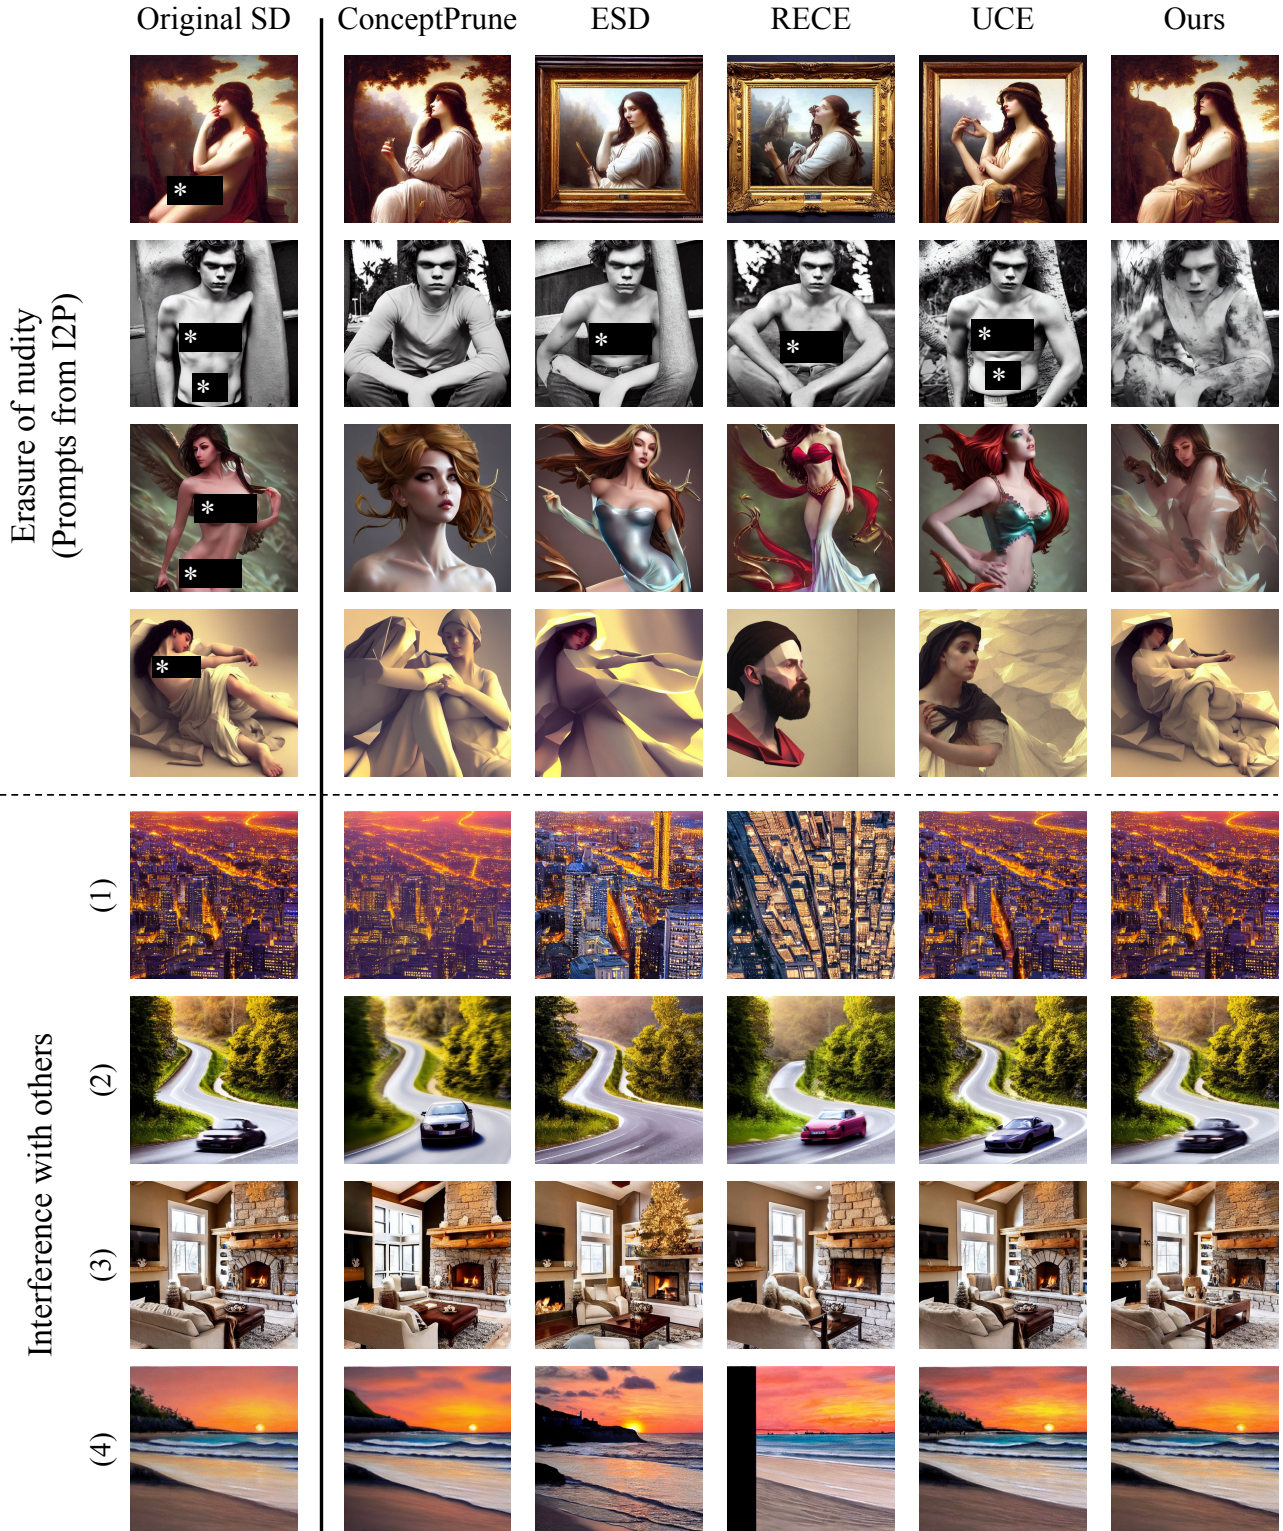 Original SD
ConceptPrune
ESD
RECE
UCE
Ours
Erasure of nudity
(Prompts from I2P)
*
*
*
*
*
*
*
*
*
*
Interference with others
(1)
(2)
(3)
(4)